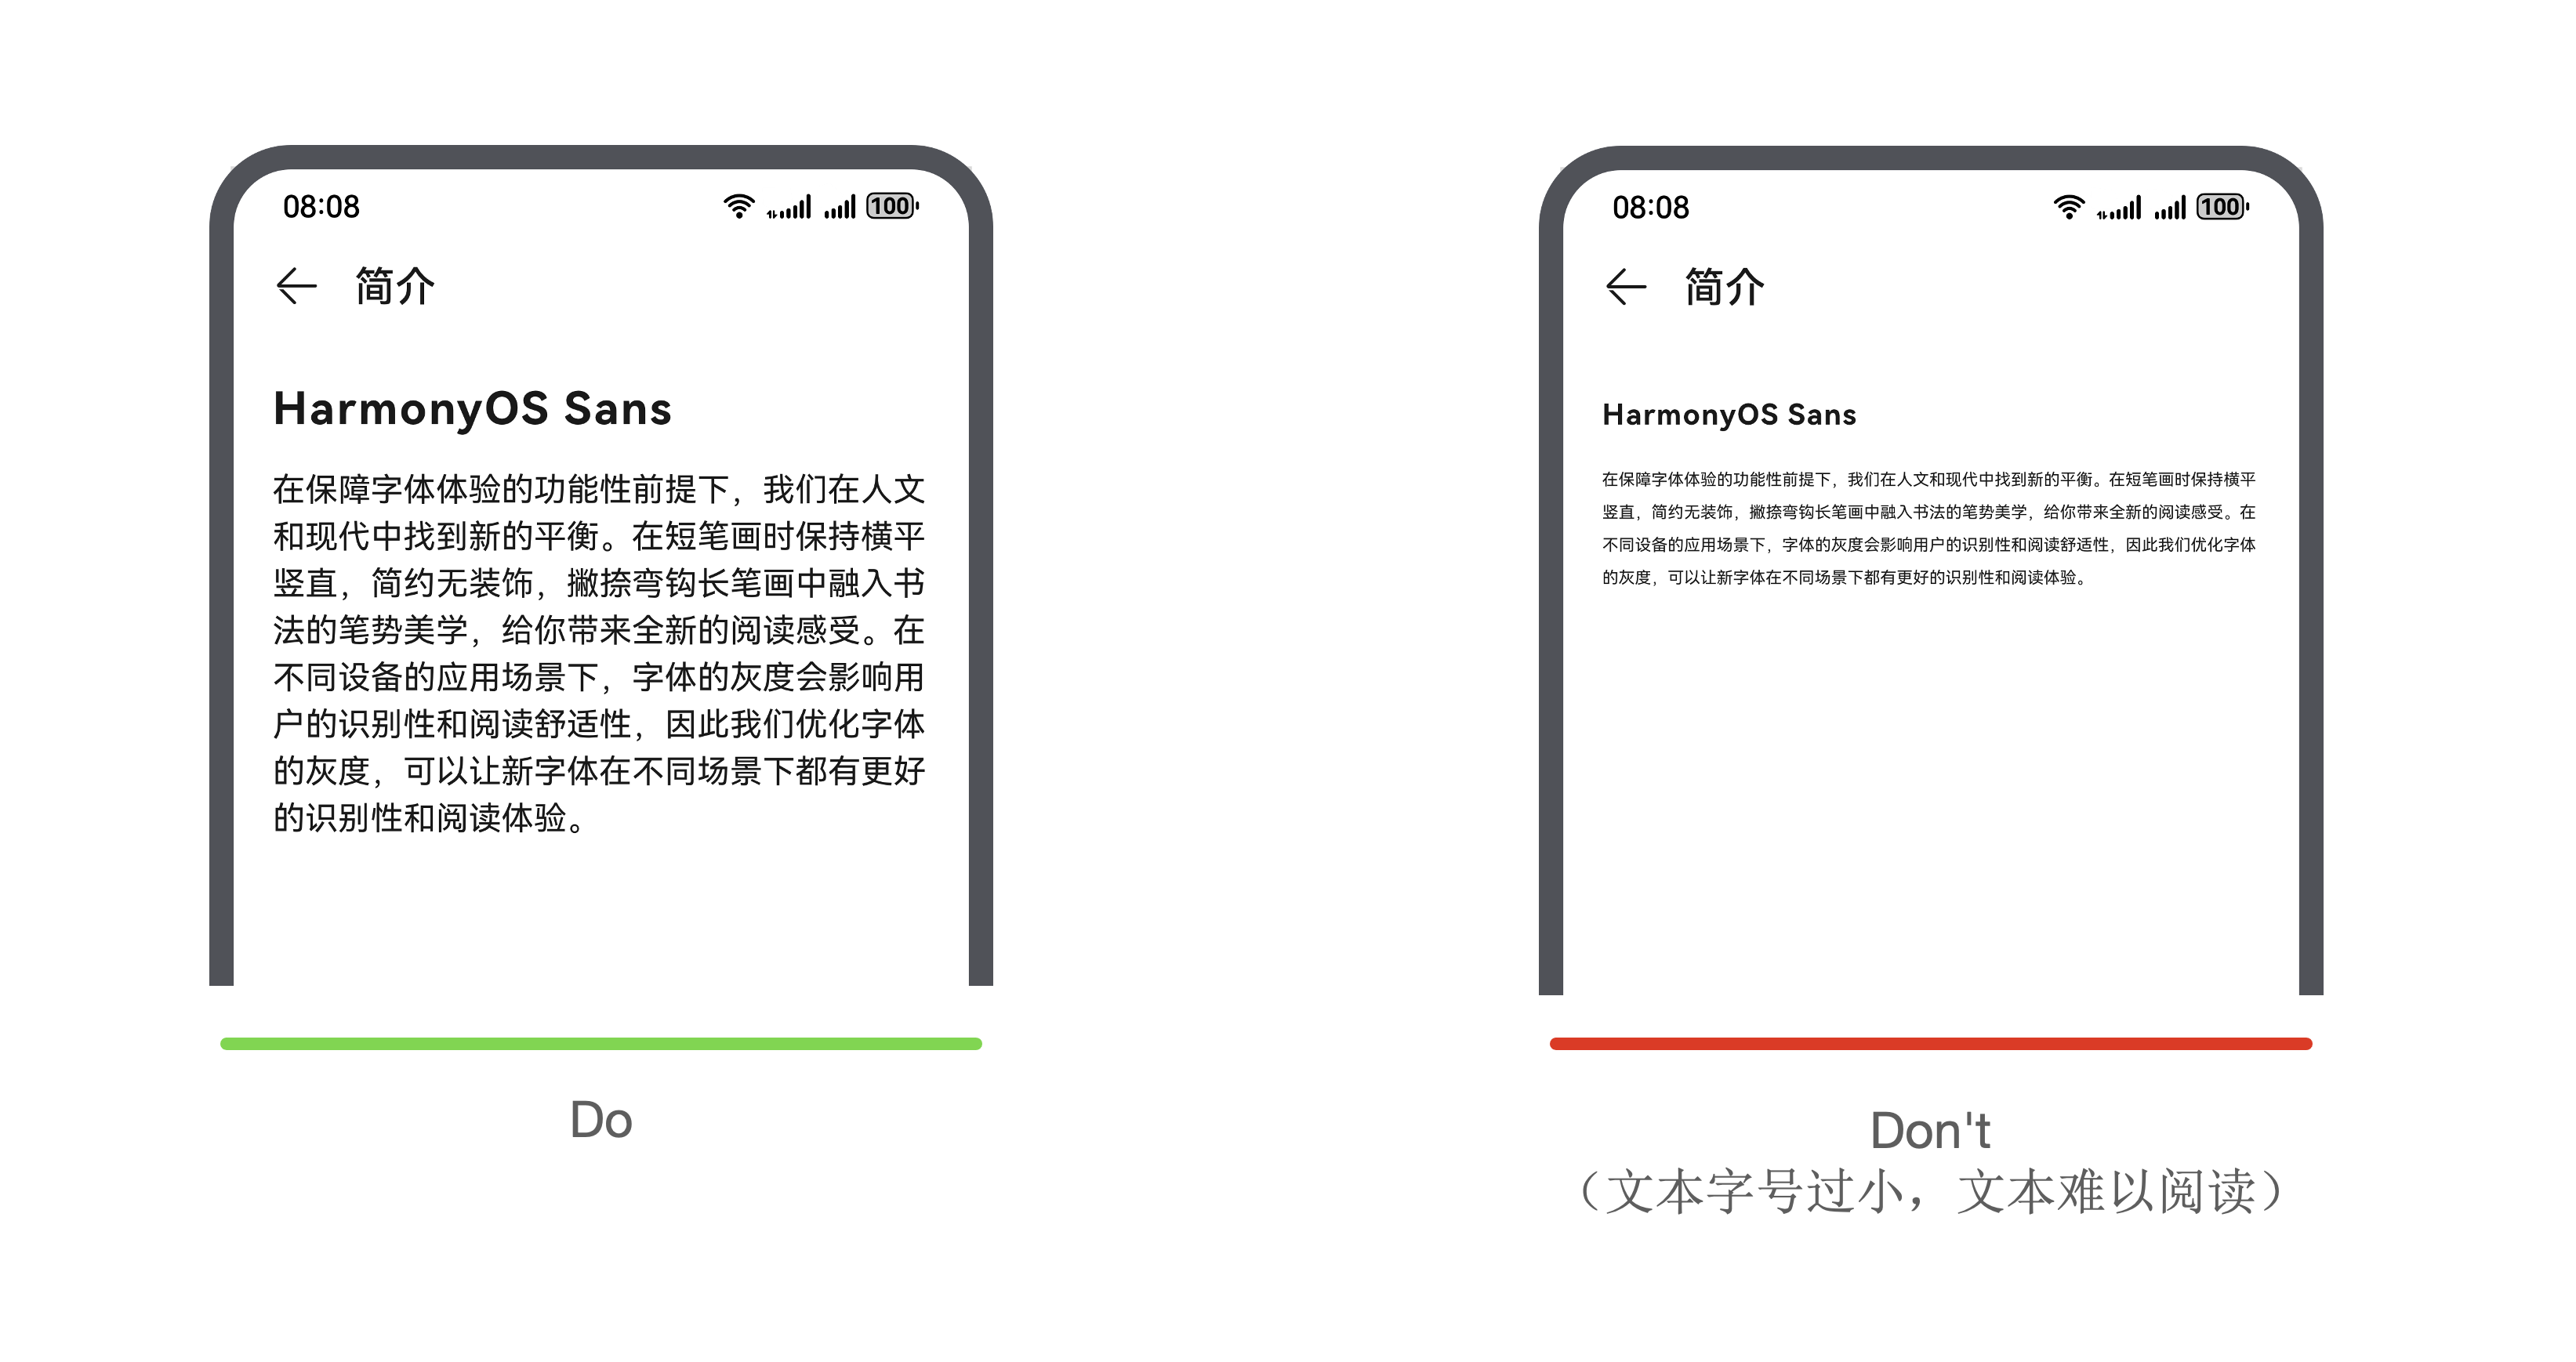 08:08
100
简介
HarmonyOS Sans
在保障字体体验的功能性前提下，我们在人文
和现代中找到新的平衡。在短笔画时保持横平
竖直，简约无装饰，撇捺弯钩长笔画中融入书
法的笔势美学，给你带来全新的阅读感受。在
不同设备的应用场景下，字体的灰度会影响用
户的识别性和阅读舒适性，因此我们优化字体
的灰度，可以让新字体在不同场景下都有更好
的识别性和阅读体验。
Do
08:08
100
简介
HarmonyOS Sans
在保障字体体验的功能性前提下，我们在人文和现代中找到新的平衡。在短笔画时保持横平
竖直，简约无装饰，撇捺弯钩长笔画中融入书法的笔势美学，给你带来全新的阅读感受。在
不同设备的应用场景下，字体的灰度会影响用户的识别性和阅读舒适性，因此我们优化字体
的灰度，可以让新字体在不同场景下都有更好的识别性和阅读体验。
Don't
（文本字号过小，文本难以阅读）